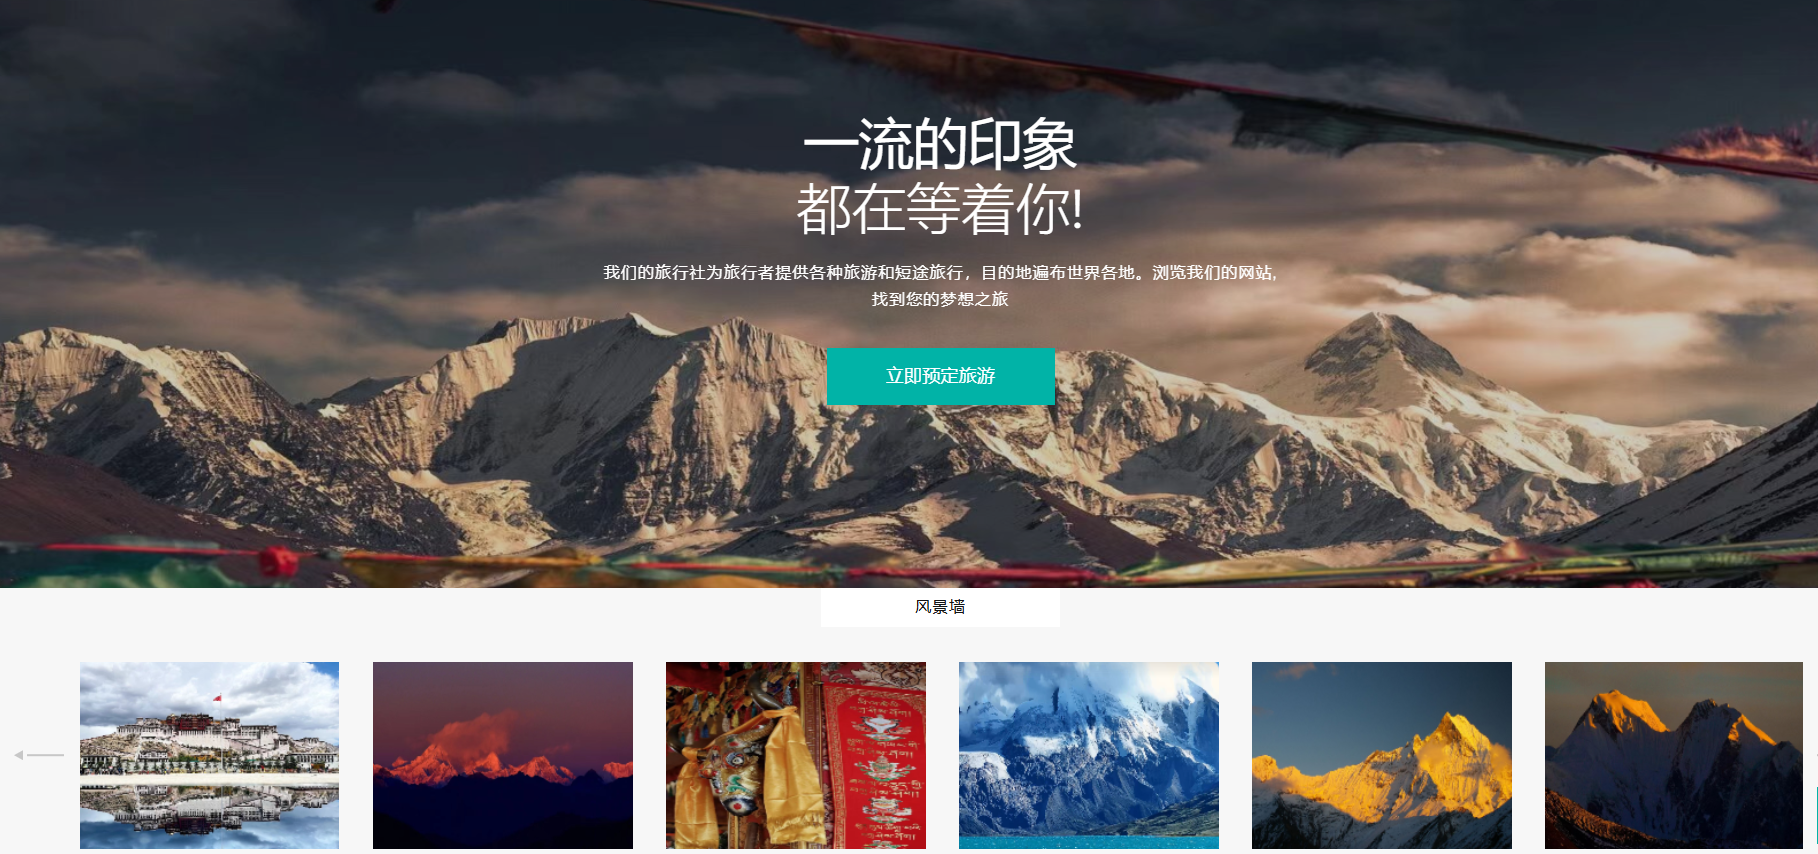 一流的印象
都在等着你!
我们的旅行社为旅行者提供各种旅游和短途旅行，目的地遍布世界各地。浏览我们的网站,
找到您的梦想之旅
立即预定旅游
风景墙